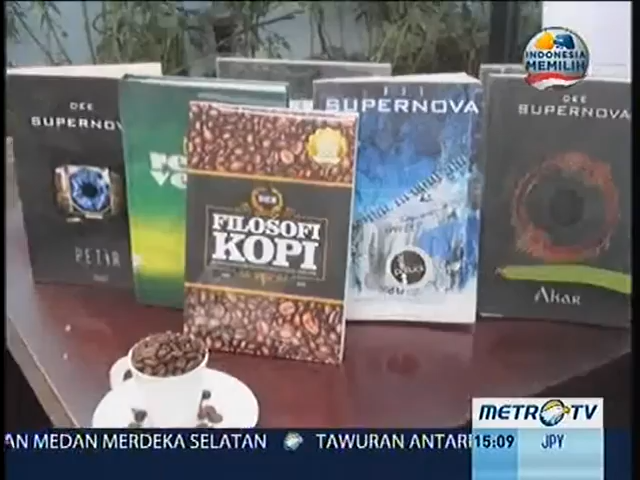 INDONESIA
MEMILIH
DEE
SUPERNOVA
PETIR
DEE
FILOSOFI
KOPI
SUPERNOVA
DEE
SUPERNOVA
AKAR
METRO TV
AN MEDAN MERDEKA SELATAN
TAWURAN ANTAR
15:09
JPY